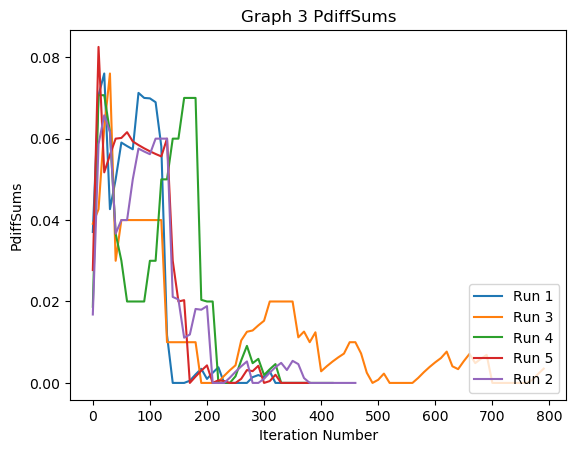 Graph 3 PdiffSums
PdiffSums
0.08
0.06
0.04
0.02
0.00
Run 1
Run 3
Run 4
Run 5
Run 2
0 100 200 300 400 500 600 700 800
Iteration Number